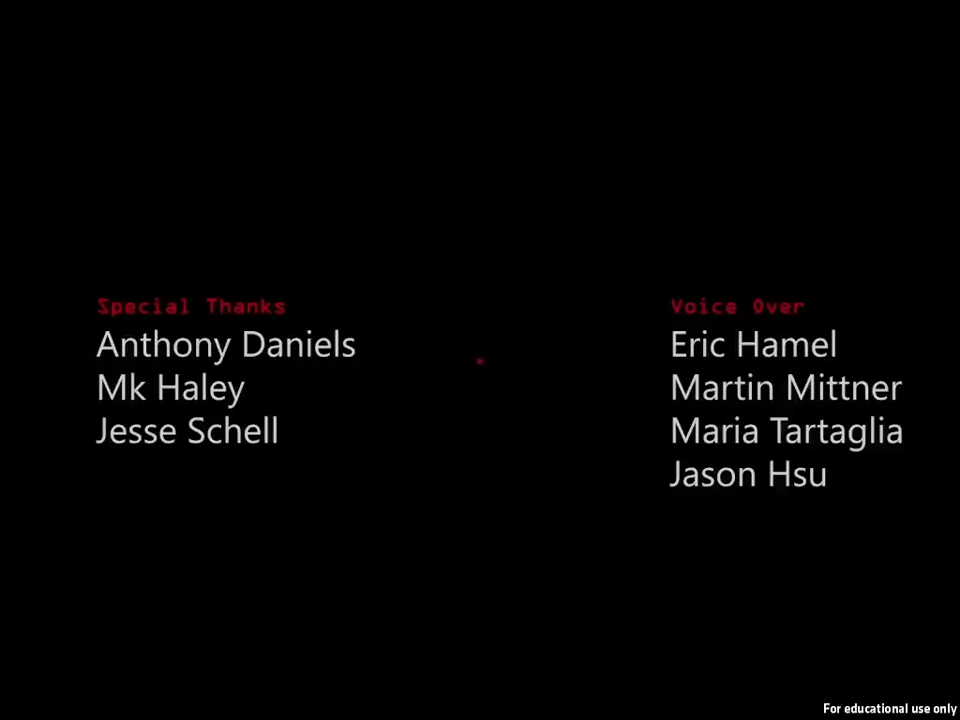 Special Thanks
Anthony Daniels
Mk Haley
Jesse Schell
Voice Over
Eric Hamel
Martin Mittner
Maria Tartaglia
Jason Hsu
For educational use only